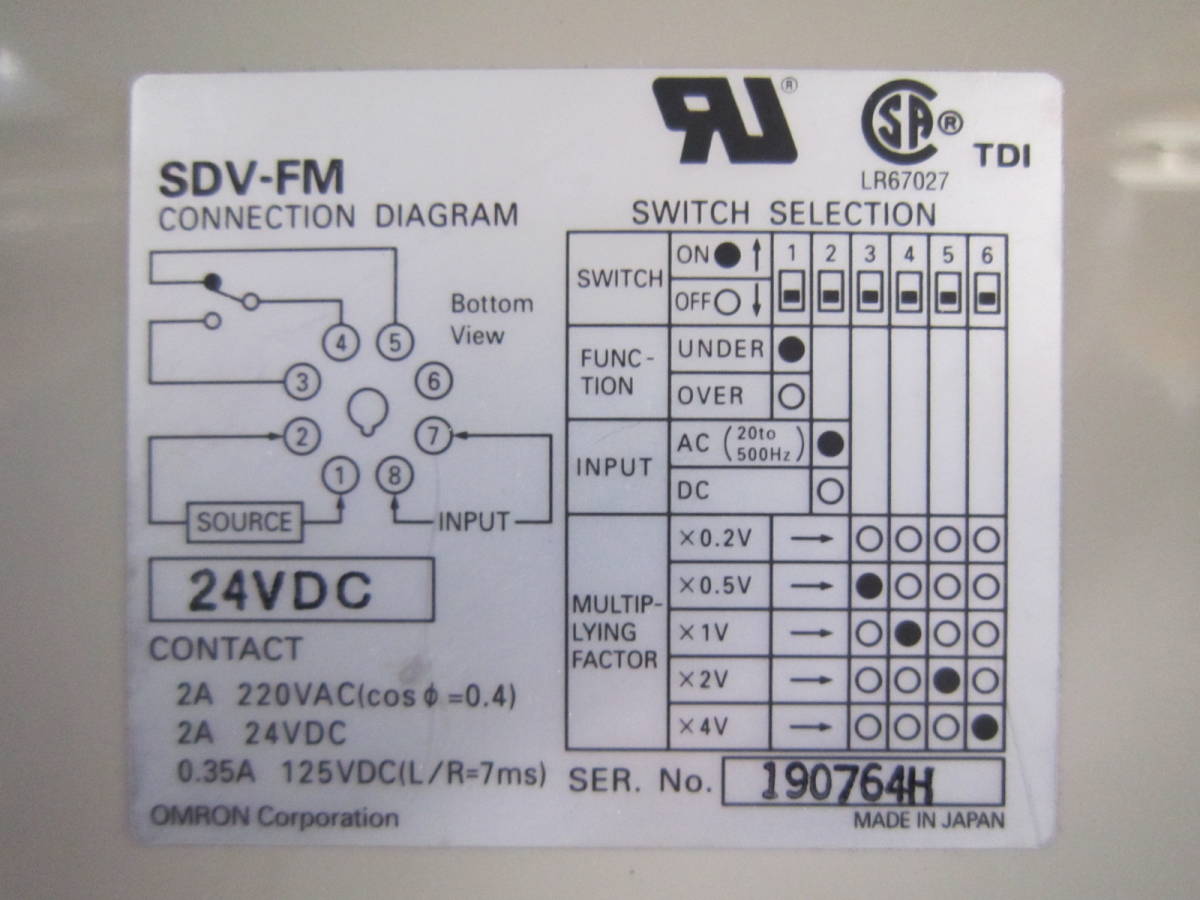 SDV-FM
CONNECTION DIAGRAM
Bottom
View
4 5
3 6
2 7
1 8
SOURCE
INPUT
24VDC
CONTACT
2A 220VAC(cos φ=0.4)
2A 24VDC
0.35A 125VDC(L/R=7ms)
OMRON Corporation
RU®
SA®
LR67027
TDI
SWITCH SELECTION
SWITCH ON ● ↑ 1 2 3 4 5 6
OFF ○ ↓
FUNC-
TION
UNDER ●
OVER ○
INPUT
AC (20to
500Hz) ●
DC ○
MULTIP-
LYING
FACTOR
×0.2V → ○ ○ ○ ○
×0.5V → ● ○ ○ ○
×1V → ○ ● ○ ○
×2V → ○ ○ ● ○
×4V → ○ ○ ○ ●
SER. No. 190764H
MADE IN JAPAN